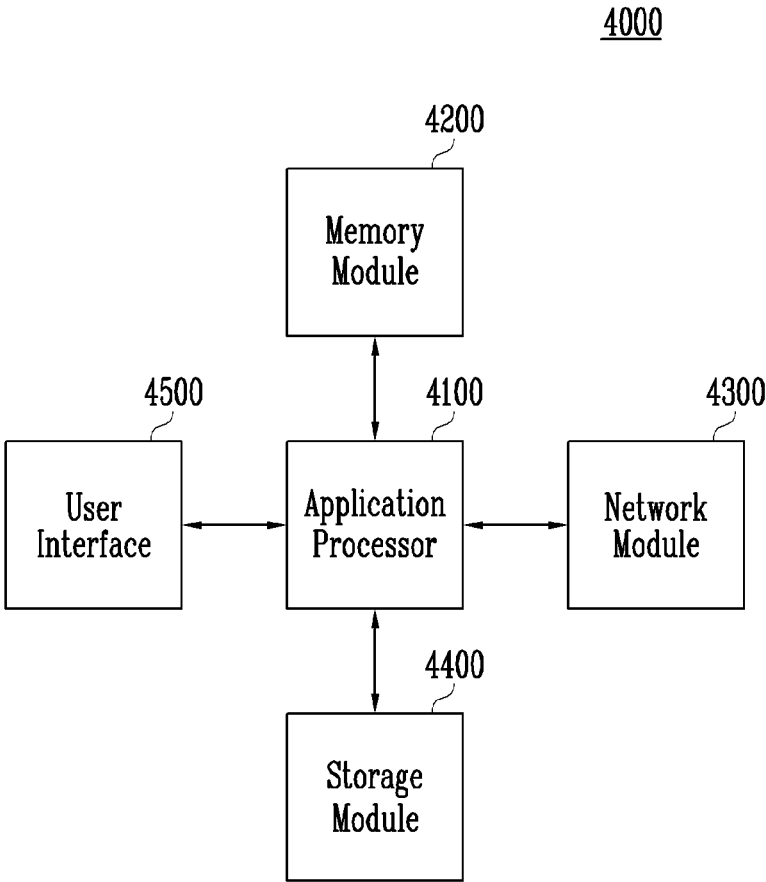 4000
4200
Memory
Module
4500
4100
4300
User
Interface
Application
Processor
Network
Module
4400
Storage
Module